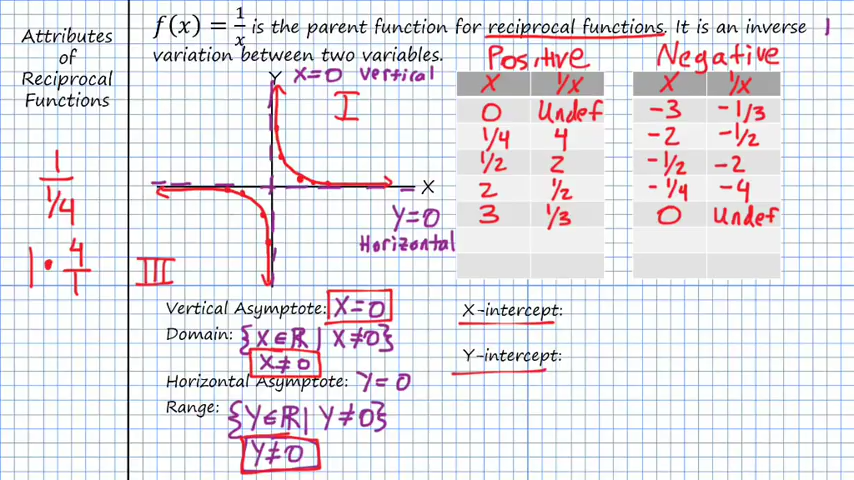 Attributes
of
Reciprocal
Functions
1
1/4
1 • 4
1
f(x) = 1/x is the parent function for reciprocal functions. It is an inverse
variation between two variables.
Y X=0 Vertical
I
X
Y=0
Horizontal
III
Positive
X 1/X
0 Undef
1/4 4
1/2 2
2 1/2
3 1/3
Negative
X 1/X
-3 -1/3
-2 -1/2
-1/2 -2
-1/4 -4
0 Undef
Vertical Asymptote: X=0
Domain: {X∈ℝ| X≠0}
X≠0
Horizontal Asymptote: Y=0
Range: {Y∈ℝ| Y≠0}
Y≠0
X-intercept:
Y-intercept: